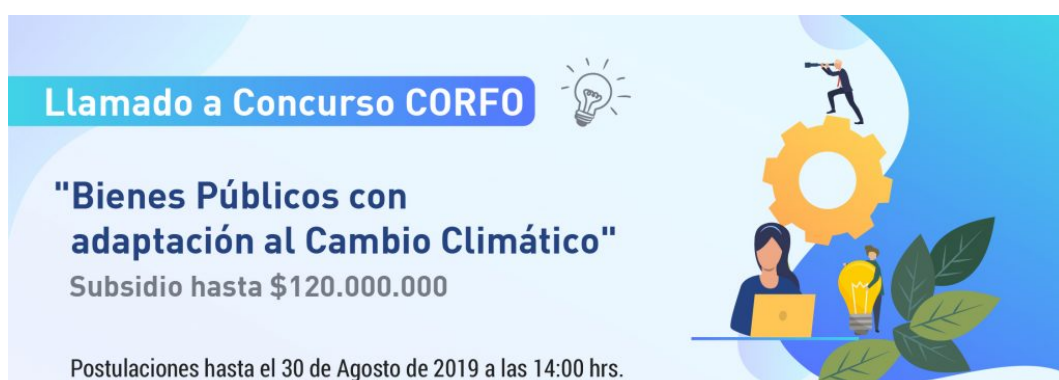 Llamado a Concurso CORFO
"Bienes Públicos con
adaptación al Cambio Climático"
Subsidio hasta $120.000.000
Postulaciones hasta el 30 de Agosto de 2019 a las 14:00 hrs.